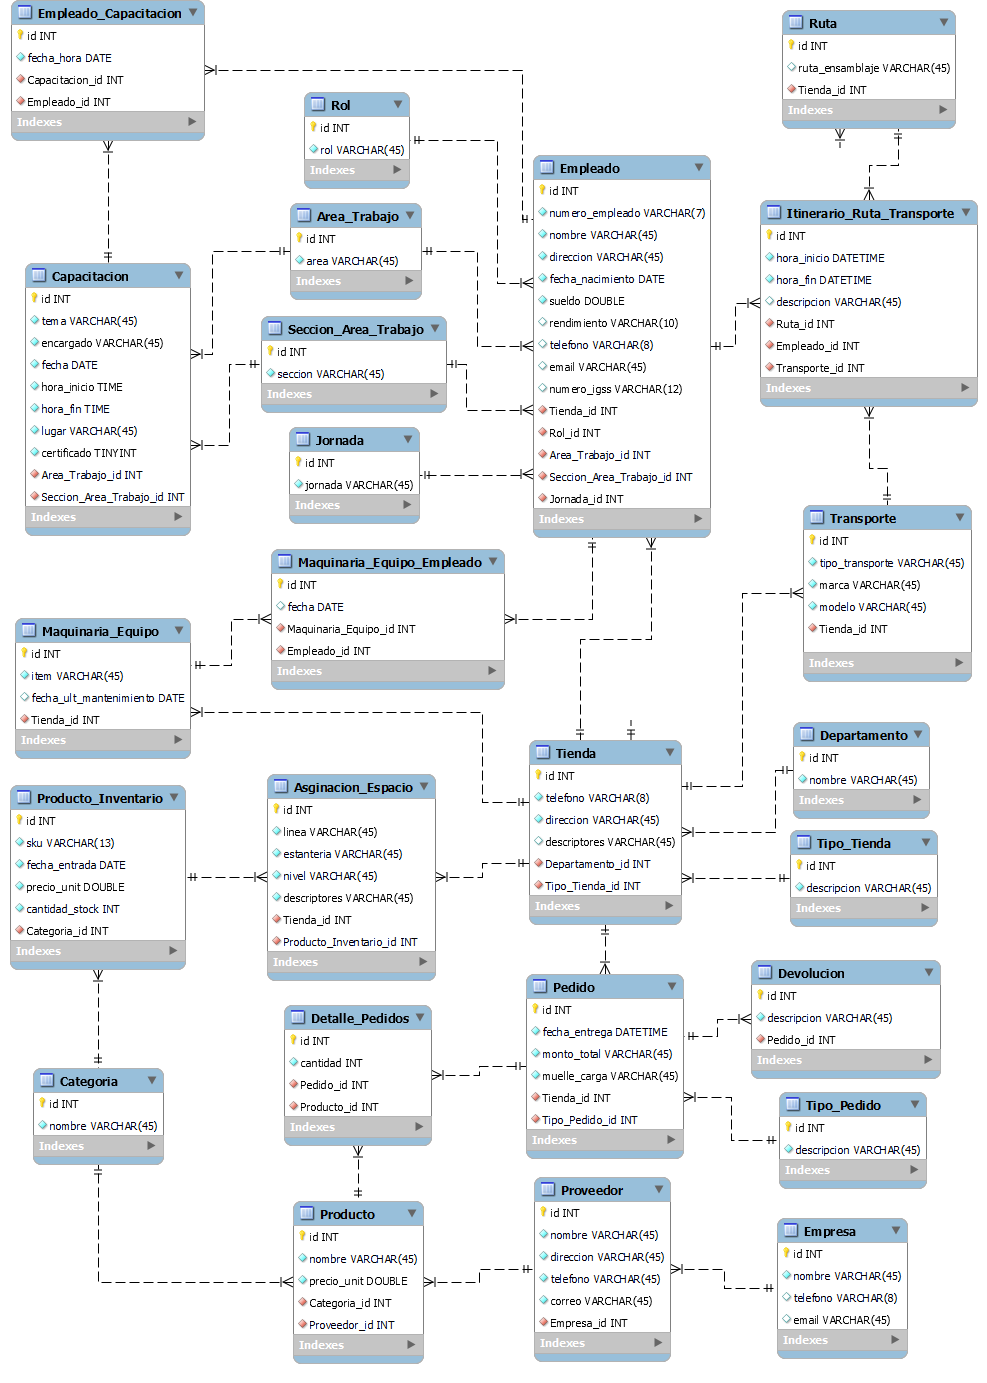 Empleado_Capacitacion
id INT
fecha_hora DATE
Capacitacion_id INT
Empleado_id INT
Indexes
Ruta
id INT
ruta_ensamblaje VARCHAR(45)
Tienda_id INT
Indexes
Rol
id INT
rol VARCHAR(45)
Indexes
Empleado
id INT
numero_empleado VARCHAR(7)
nombre VARCHAR(45)
direccion VARCHAR(45)
fecha_nacimiento DATE
sueldo DOUBLE
rendimiento VARCHAR(10)
telefono VARCHAR(8)
email VARCHAR(45)
numero_igss VARCHAR(12)
Tienda_id INT
Rol_id INT
Area_Trabajo_id INT
Seccion_Area_Trabajo_id INT
Jornada_id INT
Indexes
Area_Trabajo
id INT
area VARCHAR(45)
Indexes
Itinerario_Ruta_Transporte
id INT
hora_inicio DATETIME
hora_fin DATETIME
descripcion VARCHAR(45)
Ruta_id INT
Empleado_id INT
Transporte_id INT
Indexes
Capacitacion
id INT
tema VARCHAR(45)
encargado VARCHAR(45)
fecha DATE
hora_inicio TIME
hora_fin TIME
lugar VARCHAR(45)
certificado TINYINT
Area_Trabajo_id INT
Seccion_Area_Trabajo_id INT
Indexes
Seccion_Area_Trabajo
id INT
seccion VARCHAR(45)
Indexes
Jornada
id INT
jornada VARCHAR(45)
Indexes
Transporte
id INT
tipo_transporte VARCHAR(45)
marca VARCHAR(45)
modelo VARCHAR(45)
Tienda_id INT
Indexes
Maquinaria_Equipo_Empleado
id INT
fecha DATE
Maquinaria_Equipo_id INT
Empleado_id INT
Indexes
Maquinaria_Equipo
id INT
item VARCHAR(45)
fecha_ult_mantenimiento DATE
Tienda_id INT
Indexes
Tienda
id INT
telefono VARCHAR(8)
direccion VARCHAR(45)
descriptores VARCHAR(45)
Departamento_id INT
Tipo_Tienda_id INT
Indexes
Departamento
id INT
nombre VARCHAR(45)
Indexes
Producto_Inventario
id INT
sku VARCHAR(13)
fecha_entrada DATE
precio_unit DOUBLE
cantidad_stock INT
Categoria_id INT
Indexes
Asginacion_Espacio
id INT
linea VARCHAR(45)
estanteria VARCHAR(45)
nivel VARCHAR(45)
descriptores VARCHAR(45)
Tienda_id INT
Producto_Inventario_id INT
Indexes
Tipo_Tienda
id INT
descripcion VARCHAR(45)
Indexes
Pedido
id INT
fecha_entrega DATETIME
monto_total VARCHAR(45)
muelle_carga VARCHAR(45)
Tienda_id INT
Tipo_Pedido_id INT
Indexes
Devolucion
id INT
descripcion VARCHAR(45)
Pedido_id INT
Indexes
Detalle_Pedidos
id INT
cantidad INT
Pedido_id INT
Producto_id INT
Indexes
Categoria
id INT
nombre VARCHAR(45)
Indexes
Tipo_Pedido
id INT
descripcion VARCHAR(45)
Indexes
Producto
id INT
nombre VARCHAR(45)
precio_unit DOUBLE
Categoria_id INT
Proveedor_id INT
Indexes
Proveedor
id INT
nombre VARCHAR(45)
direccion VARCHAR(45)
telefono VARCHAR(45)
correo VARCHAR(45)
Empresa_id INT
Indexes
Empresa
id INT
nombre VARCHAR(45)
telefono VARCHAR(8)
email VARCHAR(45)
Indexes